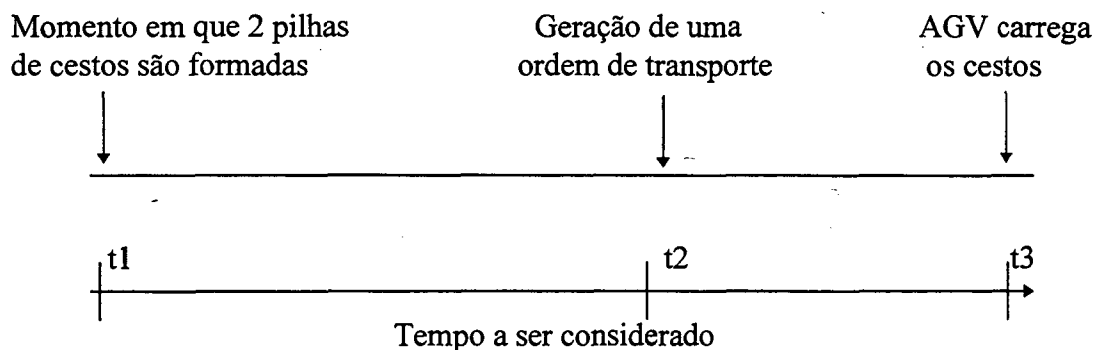 Momento em que 2 pilhas
de cestos são formadas
Geração de uma
ordem de transporte
AGV carrega
os cestos
t1
t2
t3
Tempo a ser considerado